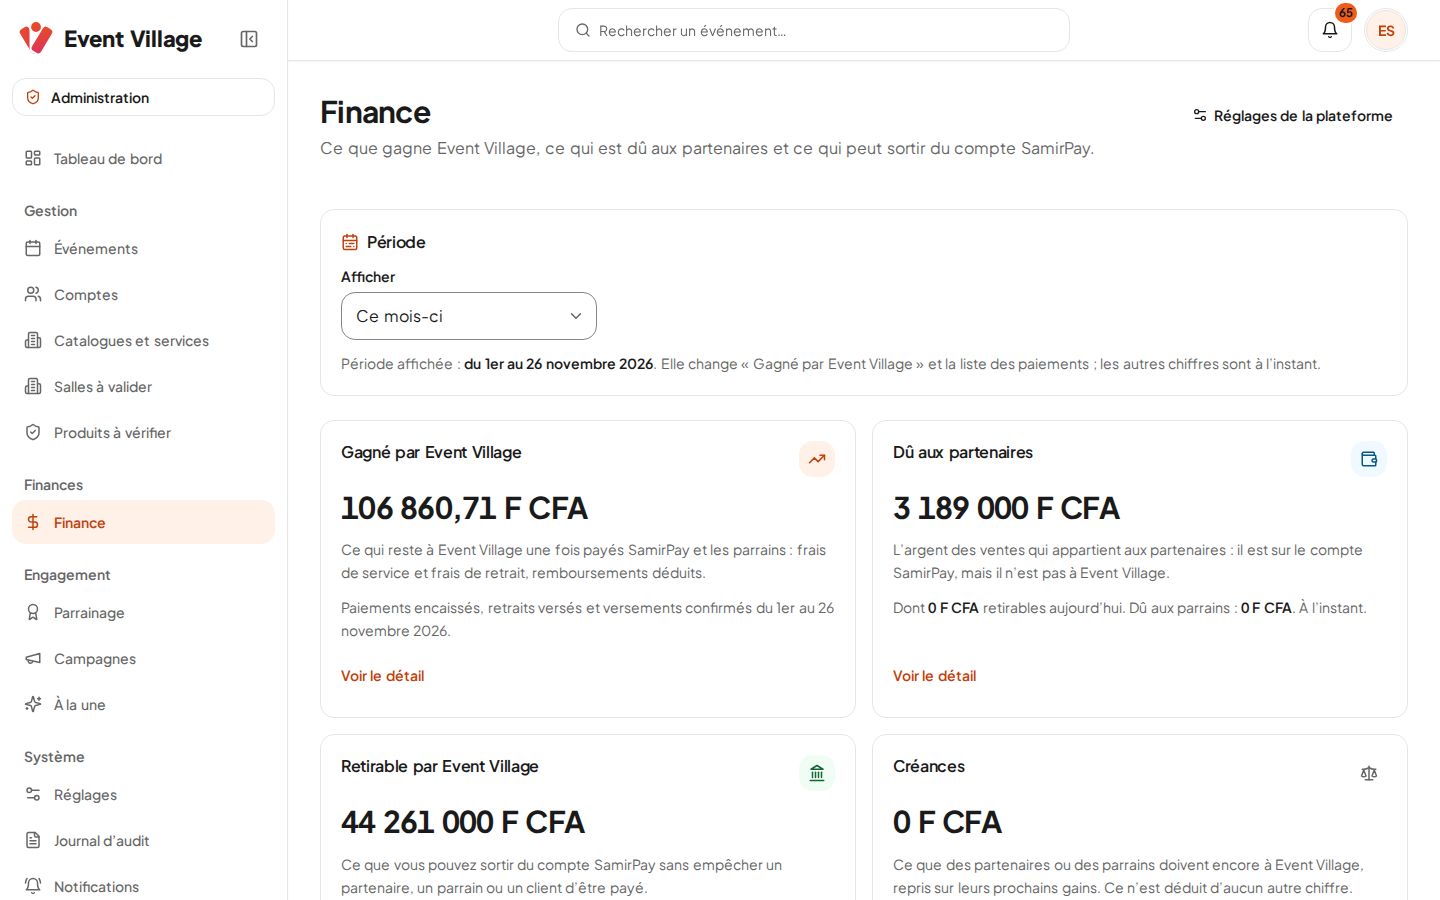 Event Village
Rechercher un événement…
65
ES
Administration
Tableau de bord
Gestion
Événements
Comptes
Catalogues et services
Salles à valider
Produits à vérifier
Finances
Finance
Engagement
Parrainage
Campagnes
À la une
Système
Réglages
Journal d’audit
Notifications
Finance
Réglages de la plateforme
Ce que gagne Event Village, ce qui est dû aux partenaires et ce qui peut sortir du compte SamirPay.
Période
Afficher
Ce mois-ci
Période affichée : du 1er au 26 novembre 2026. Elle change « Gagné par Event Village » et la liste des paiements ; les autres chiffres sont à l’instant.
Gagné par Event Village
106 860,71 F CFA
Ce qui reste à Event Village une fois payés SamirPay et les parrains : frais
de service et frais de retrait, remboursements déduits.
Paiements encaissés, retraits versés et versements confirmés du 1er au 26
novembre 2026.
Voir le détail
Dû aux partenaires
3 189 000 F CFA
L’argent des ventes qui appartient aux partenaires : il est sur le compte
SamirPay, mais il n’est pas à Event Village.
Dont 0 F CFA retirables aujourd’hui. Dû aux parrains : 0 F CFA. À l’instant.
Voir le détail
Retirable par Event Village
44 261 000 F CFA
Ce que vous pouvez sortir du compte SamirPay sans empêcher un
partenaire, un parrain ou un client d’être payé.
Créances
0 F CFA
Ce que des partenaires ou des parrains doivent encore à Event Village,
repris sur leurs prochains gains. Ce n’est déduit d’aucun autre chiffre.